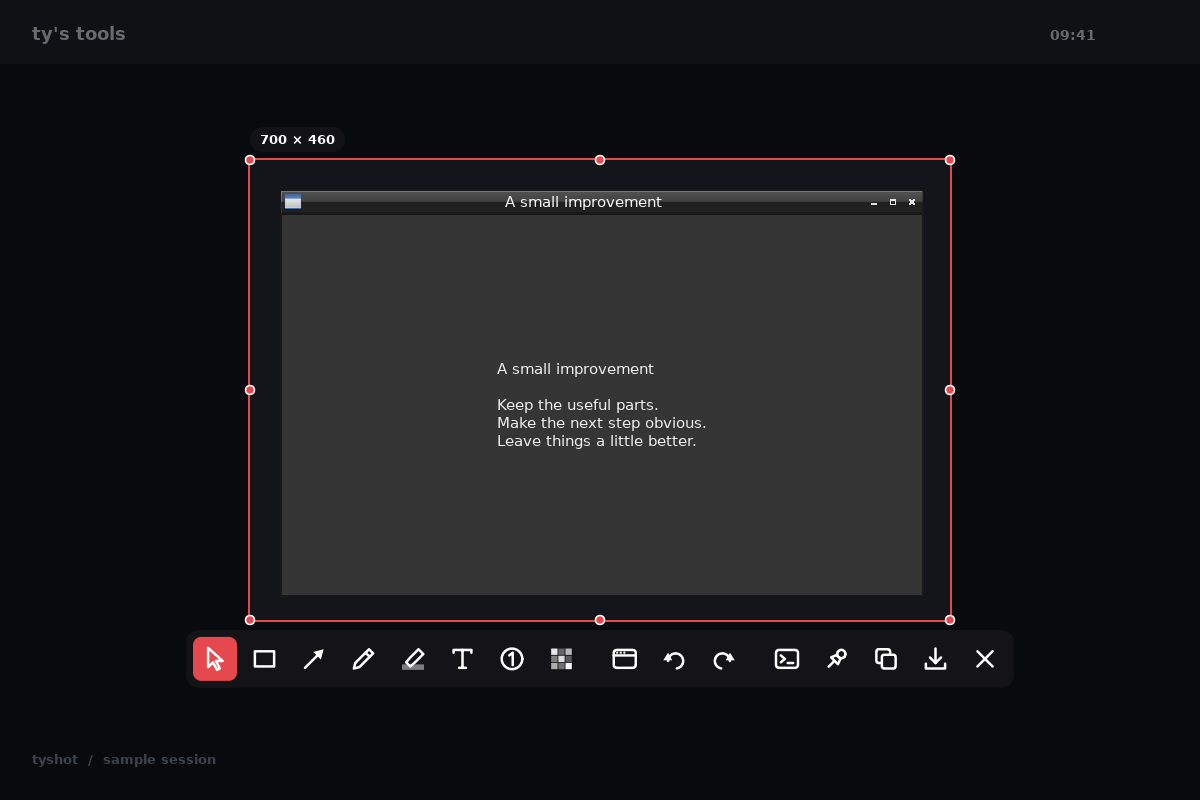 ty's tools
09:41
700 × 460
A small improvement
A small improvement
Keep the useful parts.
Make the next step obvious.
Leave things a little better.
tyshot / sample session